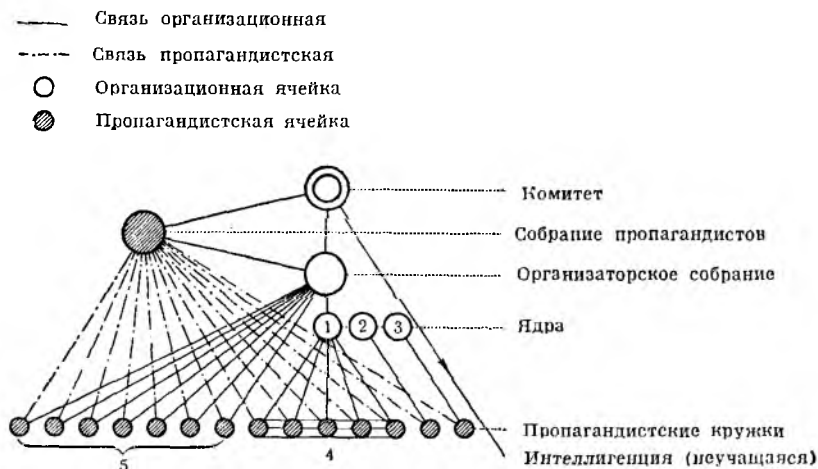 Связь организационная
Связь пропагандистская
Организационная ячейка
Пропагандистская ячейка
Комитет
Собрание пропагандистов
Организаторское собрание
1 2 3 Ядра
Пропагандистские кружки
5 4 Интеллигенция (неучащаяся)